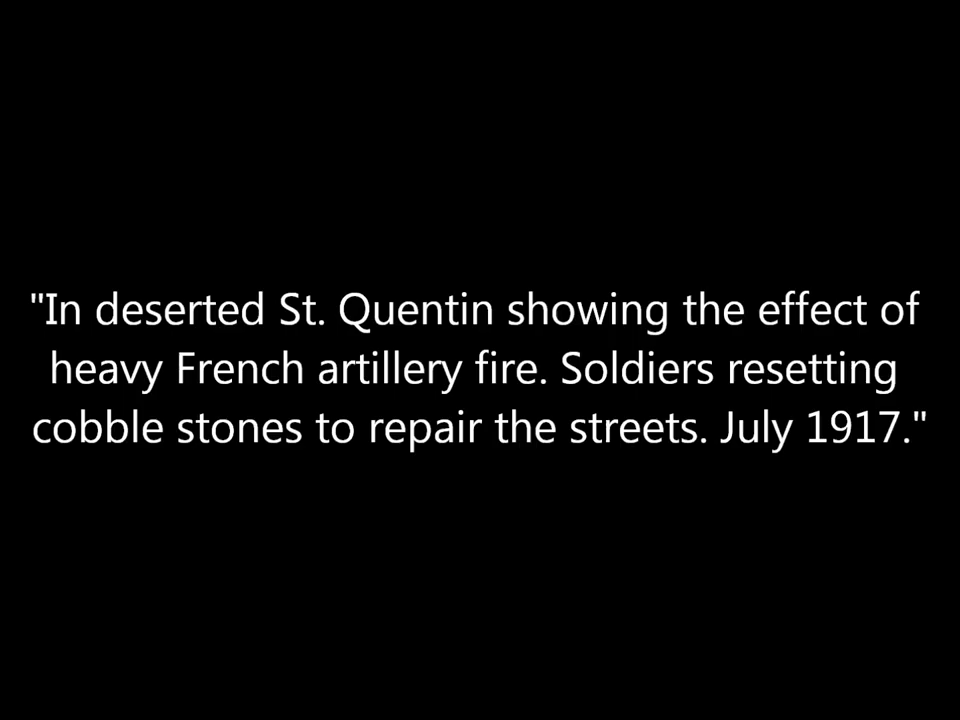 "In deserted St. Quentin showing the effect of
heavy French artillery fire. Soldiers resetting
cobble stones to repair the streets. July 1917."